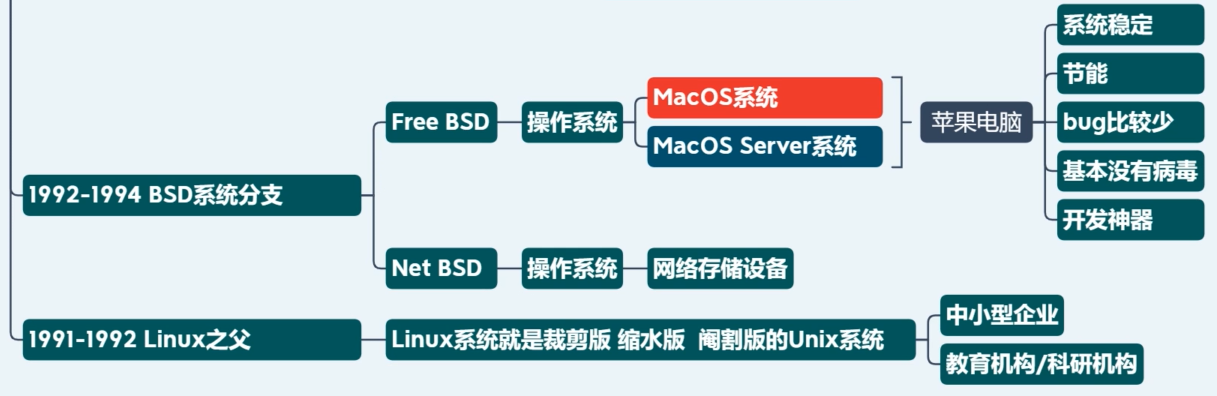 1992-1994 BSD系统分支
Free BSD
操作系统
MacOS系统
MacOS Server系统
苹果电脑
系统稳定
节能
bug比较少
基本没有病毒
开发神器
Net BSD
操作系统
网络存储设备
1991-1992 Linux之父
Linux系统就是裁剪版 缩水版 阉割版的Unix系统
中小型企业
教育机构/科研机构